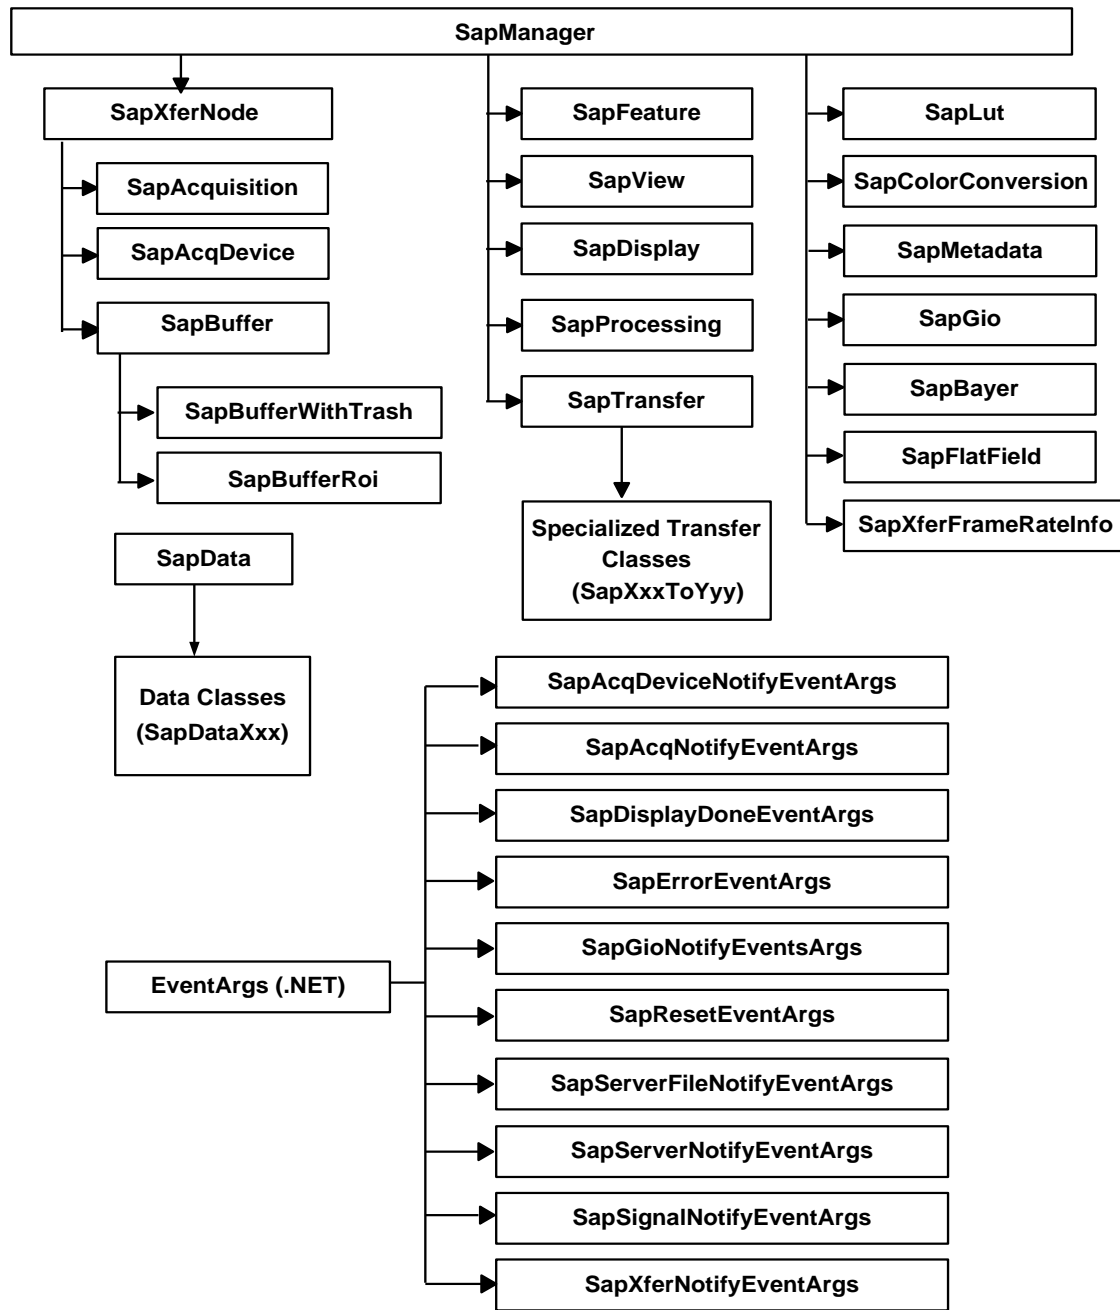 SapManager
SapXferNode
SapAcquisition
SapAcqDevice
SapBuffer
SapBufferWithTrash
SapBufferRoi
SapData
Data Classes
(SapDataXxx)
SapFeature
SapView
SapDisplay
SapProcessing
SapTransfer
Specialized Transfer
Classes
(SapXxxToYyy)
SapLut
SapColorConversion
SapMetadata
SapGio
SapBayer
SapFlatField
SapXferFrameRateInfo
EventArgs (.NET)
SapAcqDeviceNotifyEventArgs
SapAcqNotifyEventArgs
SapDisplayDoneEventArgs
SapErrorEventArgs
SapGioNotifyEventsArgs
SapResetEventArgs
SapServerFileNotifyEventArgs
SapServerNotifyEventArgs
SapSignalNotifyEventArgs
SapXferNotifyEventArgs